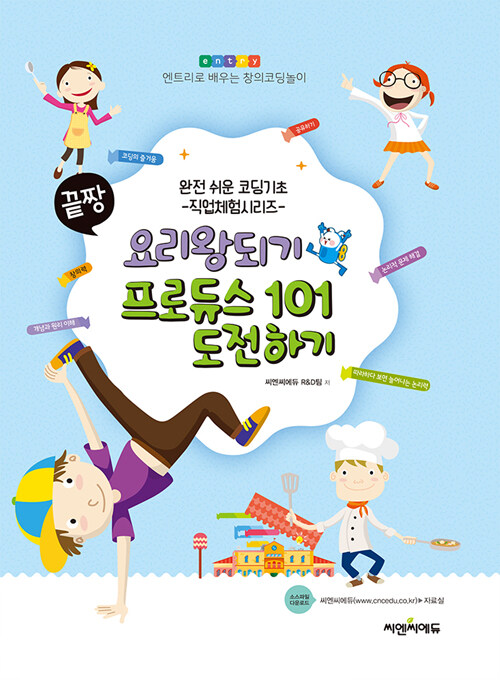 entry
엔트리로 배우는 창의코딩놀이
공유하기
코딩의 즐거움
완전 쉬운 코딩기초
-직업체험시리즈-
끝짱
요리왕되기
프로듀스 101
도전하기
창의력
논리적 문제 해결
개념과 원리 이해
따라하다 보면 늘어나는 논리력
씨엔씨에듀 R&D팀 저
소스파일
다운로드
씨엔씨에듀(www.cncedu.co.kr)▶자료실
씨엔씨에듀